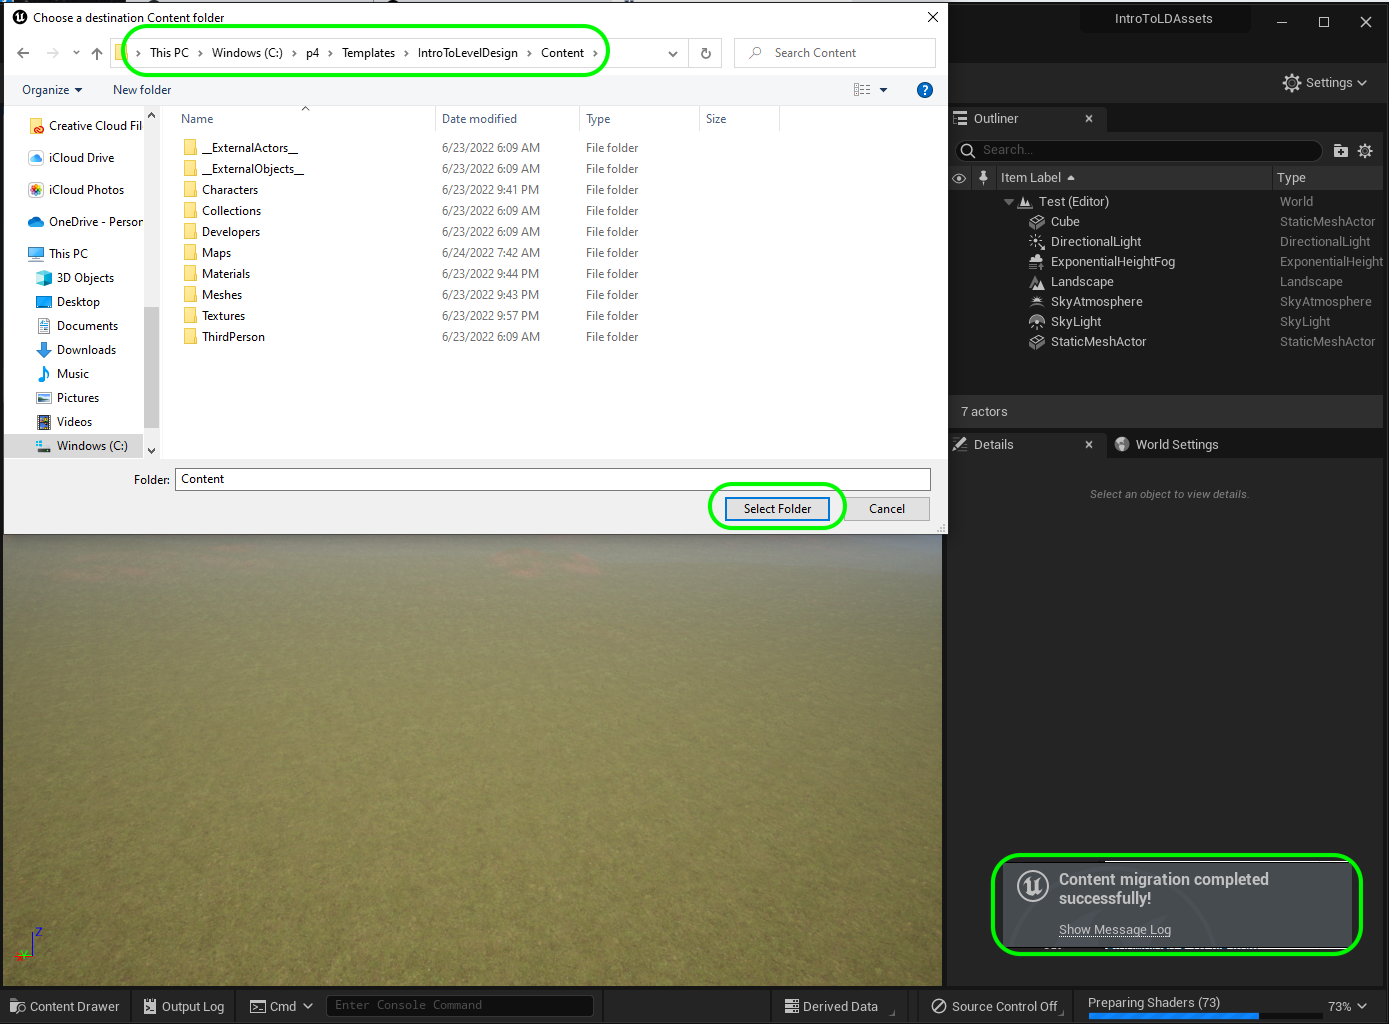 Choose a destination Content folder
IntroToLDAssets
This PC > Windows (C:) > p4 > Templates > IntroToLevelDesign > Content >
Search Content
Organize
New folder
Settings
Creative Cloud Fil
iCloud Drive
iCloud Photos
OneDrive - Person
This PC
3D Objects
Desktop
Documents
Downloads
Music
Pictures
Videos
Windows (C:)
Name Date modified Type Size
__ExternalActors__ 6/23/2022 6:09 AM File folder
__ExternalObjects__ 6/23/2022 6:09 AM File folder
Characters 6/23/2022 9:41 PM File folder
Collections 6/23/2022 6:09 AM File folder
Developers 6/23/2022 6:09 AM File folder
Maps 6/24/2022 7:42 AM File folder
Materials 6/23/2022 9:44 PM File folder
Meshes 6/23/2022 9:43 PM File folder
Textures 6/23/2022 9:57 PM File folder
ThirdPerson 6/23/2022 6:09 AM File folder
Folder: Content
Select Folder
Cancel
Outliner
Search...
Item Label Type
Test (Editor) World
Cube StaticMeshActor
DirectionalLight DirectionalLight
ExponentialHeightFog ExponentialHeight
Landscape Landscape
SkyAtmosphere SkyAtmosphere
SkyLight SkyLight
StaticMeshActor StaticMeshActor
7 actors
Details
World Settings
Select an object to view details.
Content migration completed
successfully!
Show Message Log
Z
Y
Content Drawer
Output Log
Cmd
Enter Console Command
Derived Data
Source Control Off
Preparing Shaders (73)
73%